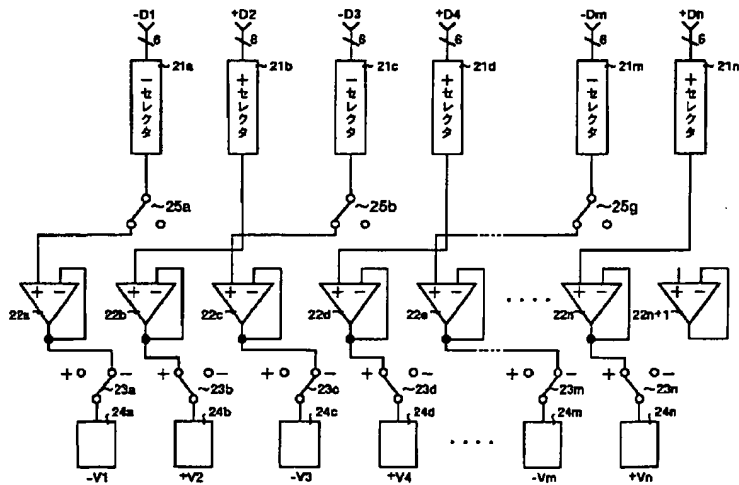 -D1 +D2 -D3 +D4 -Dm +Dn
6 6 6 6 6 6
21a 21b 21c 21d 21m 21n
-セレクタ +セレクタ -セレクタ +セレクタ -セレクタ +セレクタ
25a 25b 25g
+ - + - + - + - + - + - + -
22a 22b 22c 22d 22e 22n 22n+1
+ - + - + - + - + - + -
23a 23b 23c 23d 23m 23n
24a 24b 24c 24d 24m 24n
-V1 +V2 -V3 +V4 -Vm +Vn